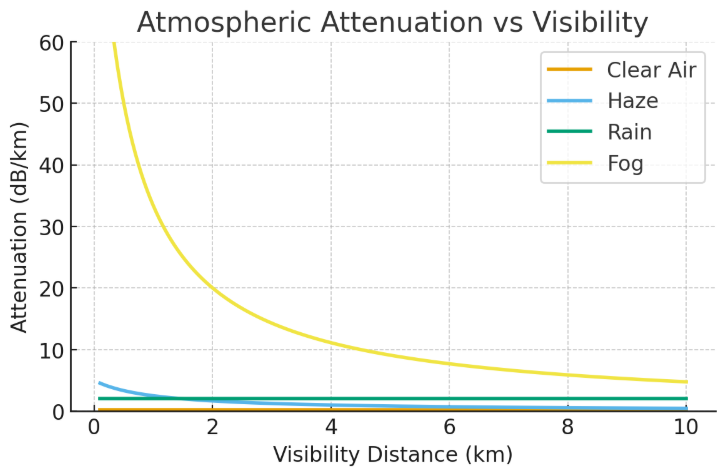 Atmospheric Attenuation vs Visibility
Attenuation (dB/km)
60
50
40
30
20
10
0
Clear Air
Haze
Rain
Fog
0 2 4 6 8 10
Visibility Distance (km)